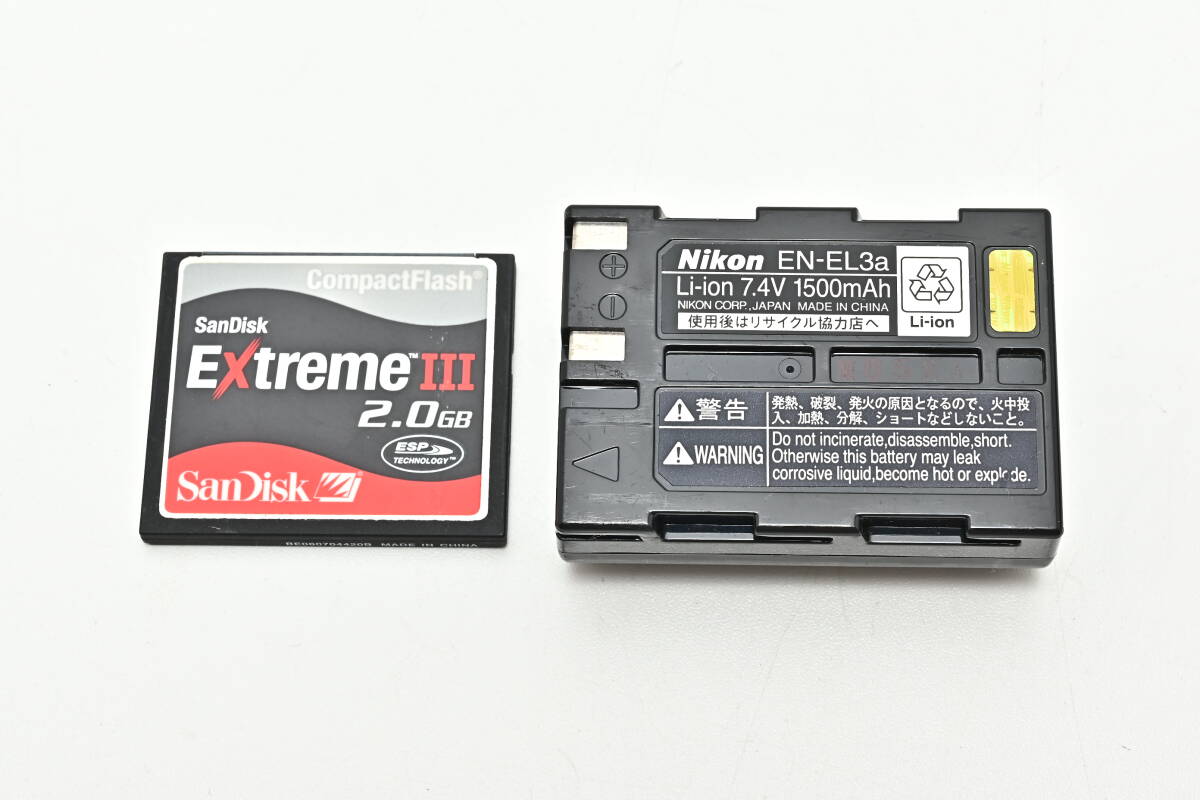 CompactFlash®
SanDisk
Extreme™ III
2.0GB
ESP
TECHNOLOGY™
SanDisk
BE060704420B MADE IN CHINA
Nikon EN-EL3a
Li-ion 7.4V 1500mAh
NIKON CORP., JAPAN MADE IN CHINA
使用後はリサイクル協力店へ
Li-ion
警告
発熱、破裂、発火の原因となるので、火中投
入、加熱、分解、ショートなどしないこと。
WARNING
Do not incinerate,disassemble,short.
Otherwise this battery may leak
corrosive liquid,become hot or explode.